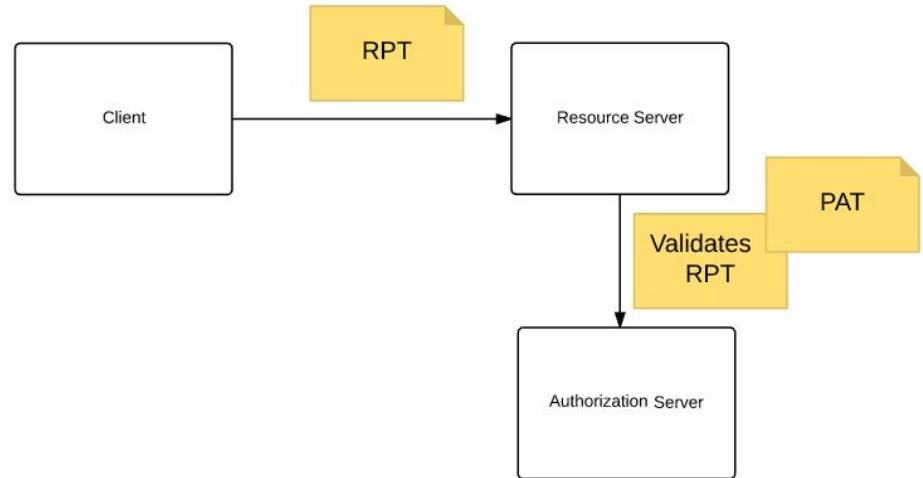 RPT
Client
Resource Server
PAT
Validates
RPT
Authorization Server